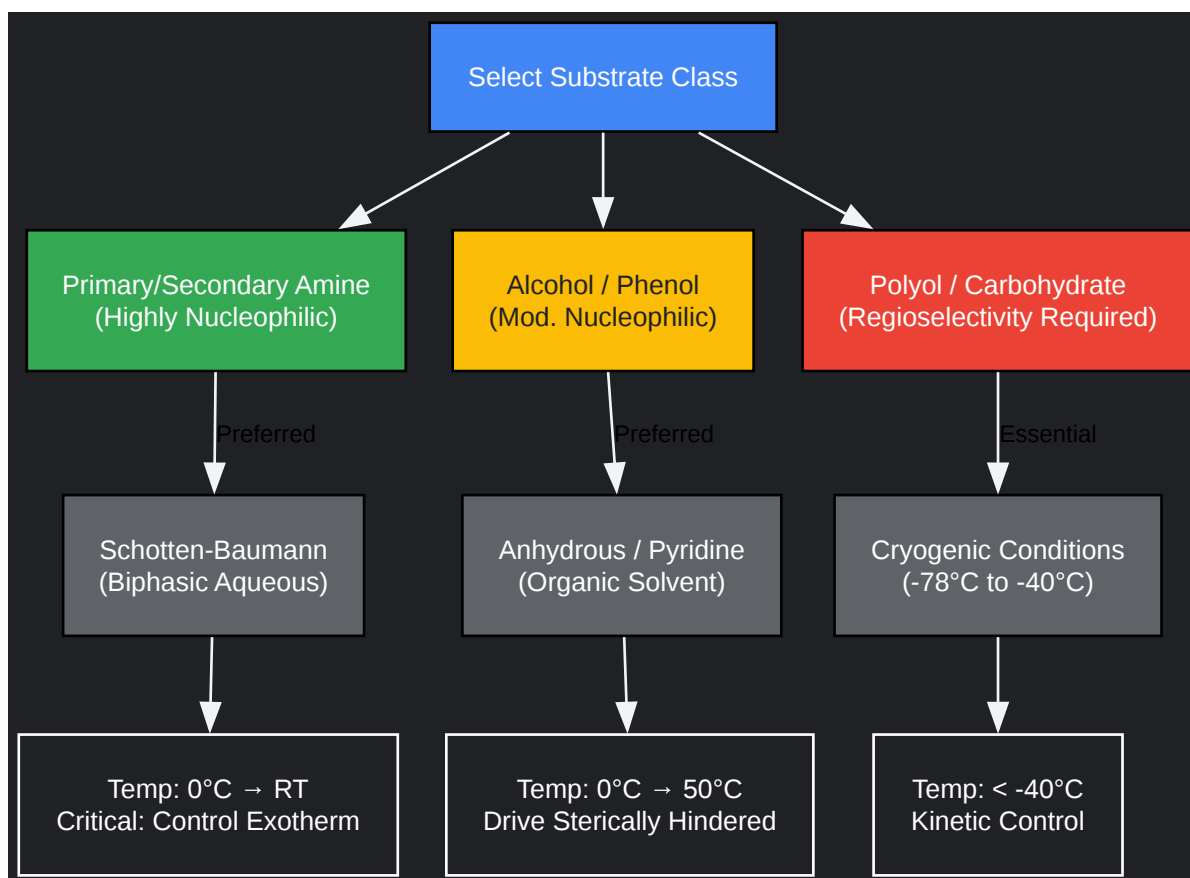 Select Substrate Class
Primary/Secondary Amine
(Highly Nucleophilic)
Alcohol / Phenol
(Mod. Nucleophilic)
Polyol / Carbohydrate
(Regioselectivity Required)
Preferred
Preferred
Essential
Schotten-Baumann
(Biphasic Aqueous)
Anhydrous / Pyridine
(Organic Solvent)
Cryogenic Conditions
(-78°C to -40°C)
Temp: 0°C → RT
Critical: Control Exotherm
Temp: 0°C → 50°C
Drive Sterically Hindered
Temp: < -40°C
Kinetic Control